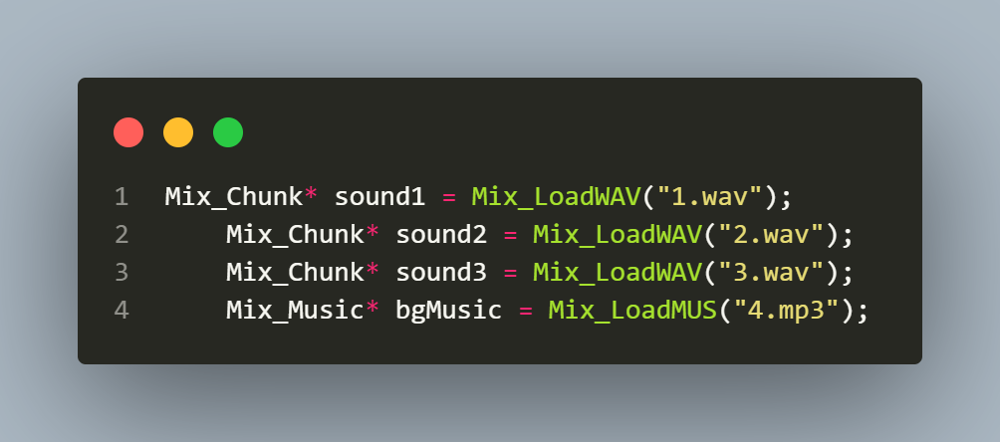 1 Mix_Chunk* sound1 = Mix_LoadWAV("1.wav");
2     Mix_Chunk* sound2 = Mix_LoadWAV("2.wav");
3     Mix_Chunk* sound3 = Mix_LoadWAV("3.wav");
4     Mix_Music* bgMusic = Mix_LoadMUS("4.mp3");